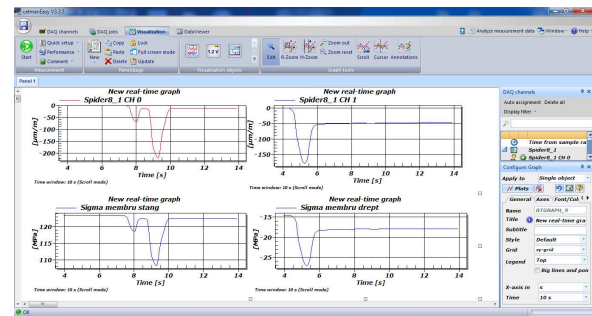 catmanEasy V3.3.5
DAQ channels DAQ jobs Visualization DataViewer
Analyze measurement data Window Help
Start
Quick setup
Performance
Comment
Measurement
New
Copy
Paste
Delete
Look
Full screen mode
Update
Panel/page
1.2 V
Visualization objects
Edit R-Zoom H-Zoom
Zoom out
Zoom reset
Scroll Cursor Annotations
Graph tools
Panel 1
New real-time graph
Spider8_1 CH 0
[µm/m]
0
-50
-100
-150
-200
4 6 8 10 12 14
Time [s]
Time window: 10 s (Scroll mode)
New real-time graph
Spider8_1 CH 1
[µm/m]
0
-50
-100
-150
4 6 8 10 12 14
Time [s]
Time window: 10 s (Scroll mode)
New real-time graph
Sigma membru stang
[MPa]
120
115
110
4 6 8 10 12 14
Time [s]
Time window: 10 s (Scroll mode)
New real-time graph
Sigma membru drept
[MPa]
-15
-20
-25
4 6 8 10 12 14
Time [s]
Time window: 10 s (Scroll mode)
DAQ channels
Auto assignment Delete all
Display filter
Time from sample ra
Spider8_1
Spider8_1 CH 0
Configure Graph
Apply to Single object
Plots
General Axes Font/Col
Name RTGRAPH_0
Title New real-time gra
Subtitle
Style Default
Grid xy-grid
Legend Top
Big lines and poin
X-axis in s
Time 10 s
OK